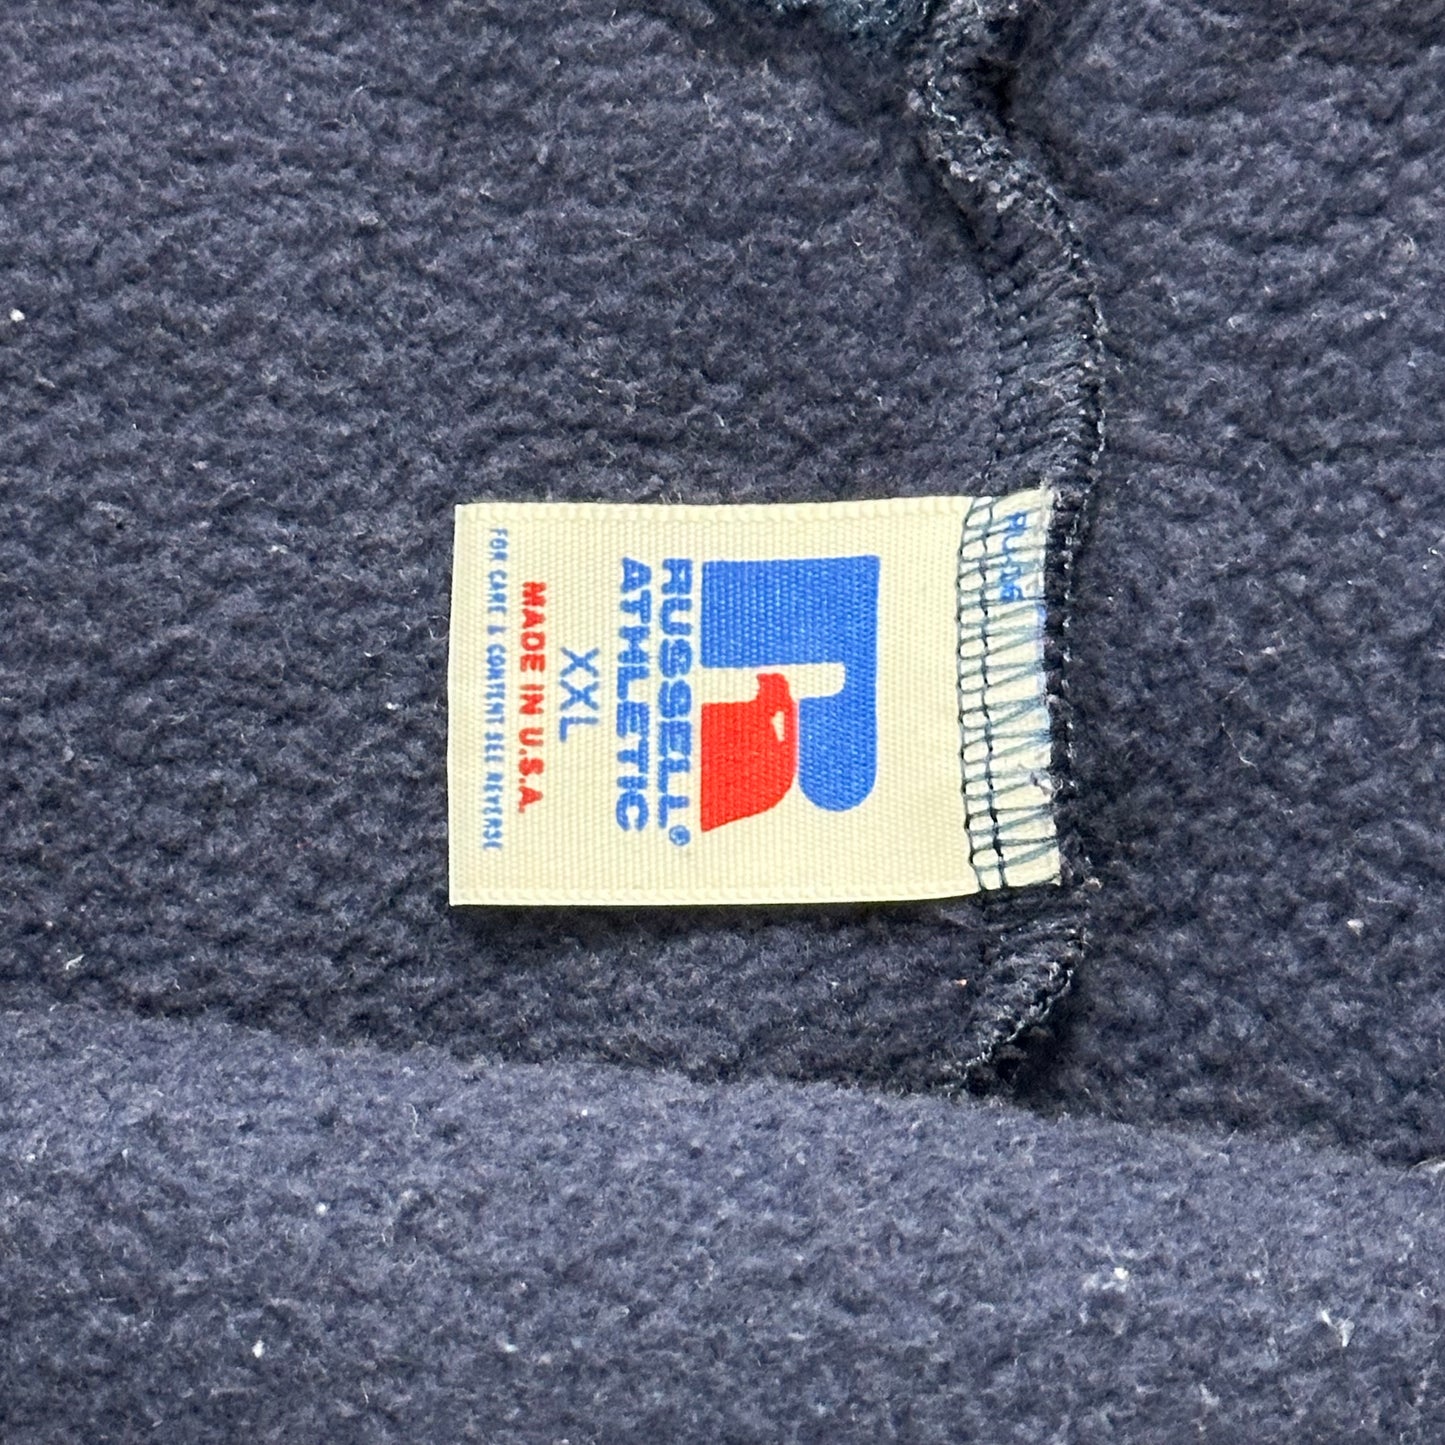 RUSSELL®
ATHLETIC
XXL
MADE IN U.S.A.
FOR CARE & CONTENT SEE REVERSE